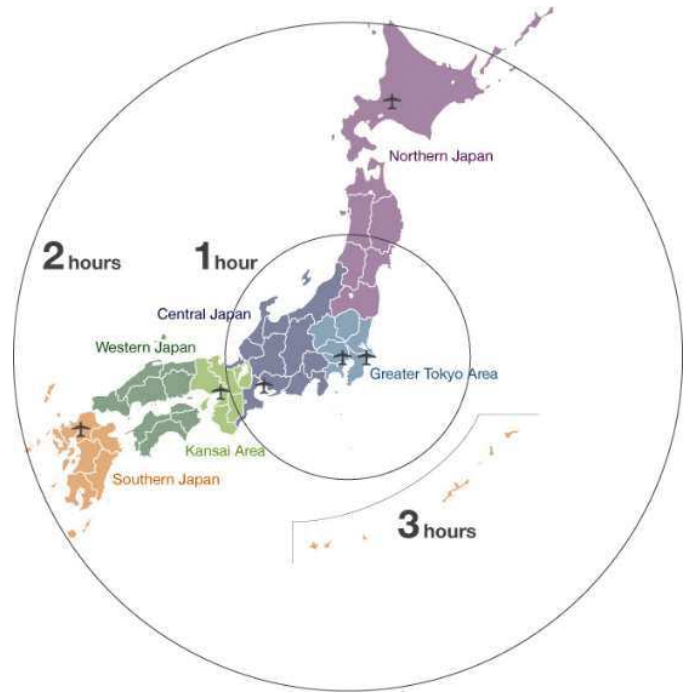 Northern Japan
2 hours
1 hour
Central Japan
Western Japan
Greater Tokyo Area
Kansai Area
Southern Japan
3 hours